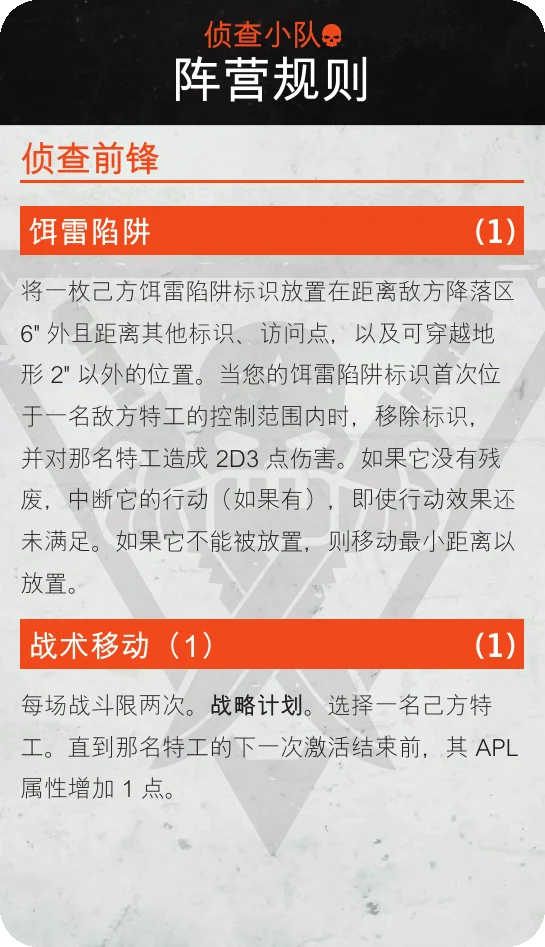 侦查小队
阵营规则
侦查前锋
饵雷陷阱 (1)
将一枚己方饵雷陷阱标识放置在距离敌方降落区
6" 外且距离其他标识、访问点，以及可穿越地
形 2" 以外的位置。当您的饵雷陷阱标识首次位
于一名敌方特工的控制范围内时，移除标识，
并对那名特工造成 2D3 点伤害。如果它没有残
废，中断它的行动（如果有），即使行动效果还
未满足。如果它不能被放置，则移动最小距离以
放置。
战术移动（1） (1)
每场战斗限两次。战略计划。选择一名己方特
工。直到那名特工的下一次激活结束前，其 APL
属性增加 1 点。